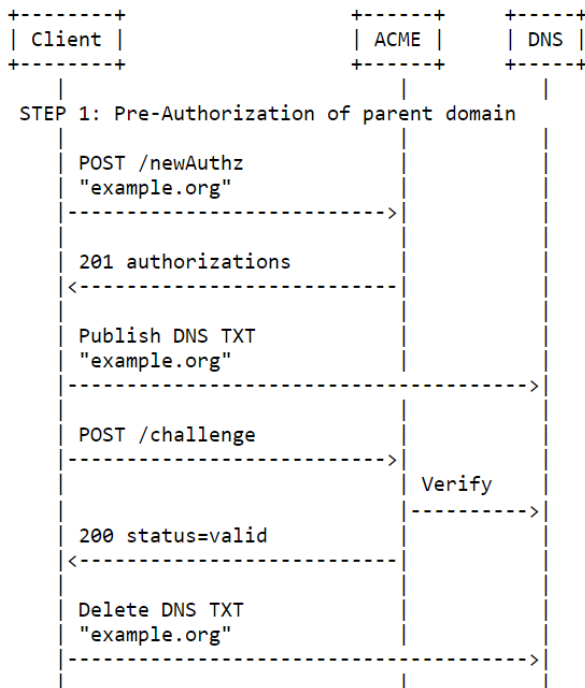 Client ACME DNS
STEP 1: Pre-Authorization of parent domain
POST /newAuthz
"example.org"
201 authorizations
Publish DNS TXT
"example.org"
POST /challenge
Verify
200 status=valid
Delete DNS TXT
"example.org"